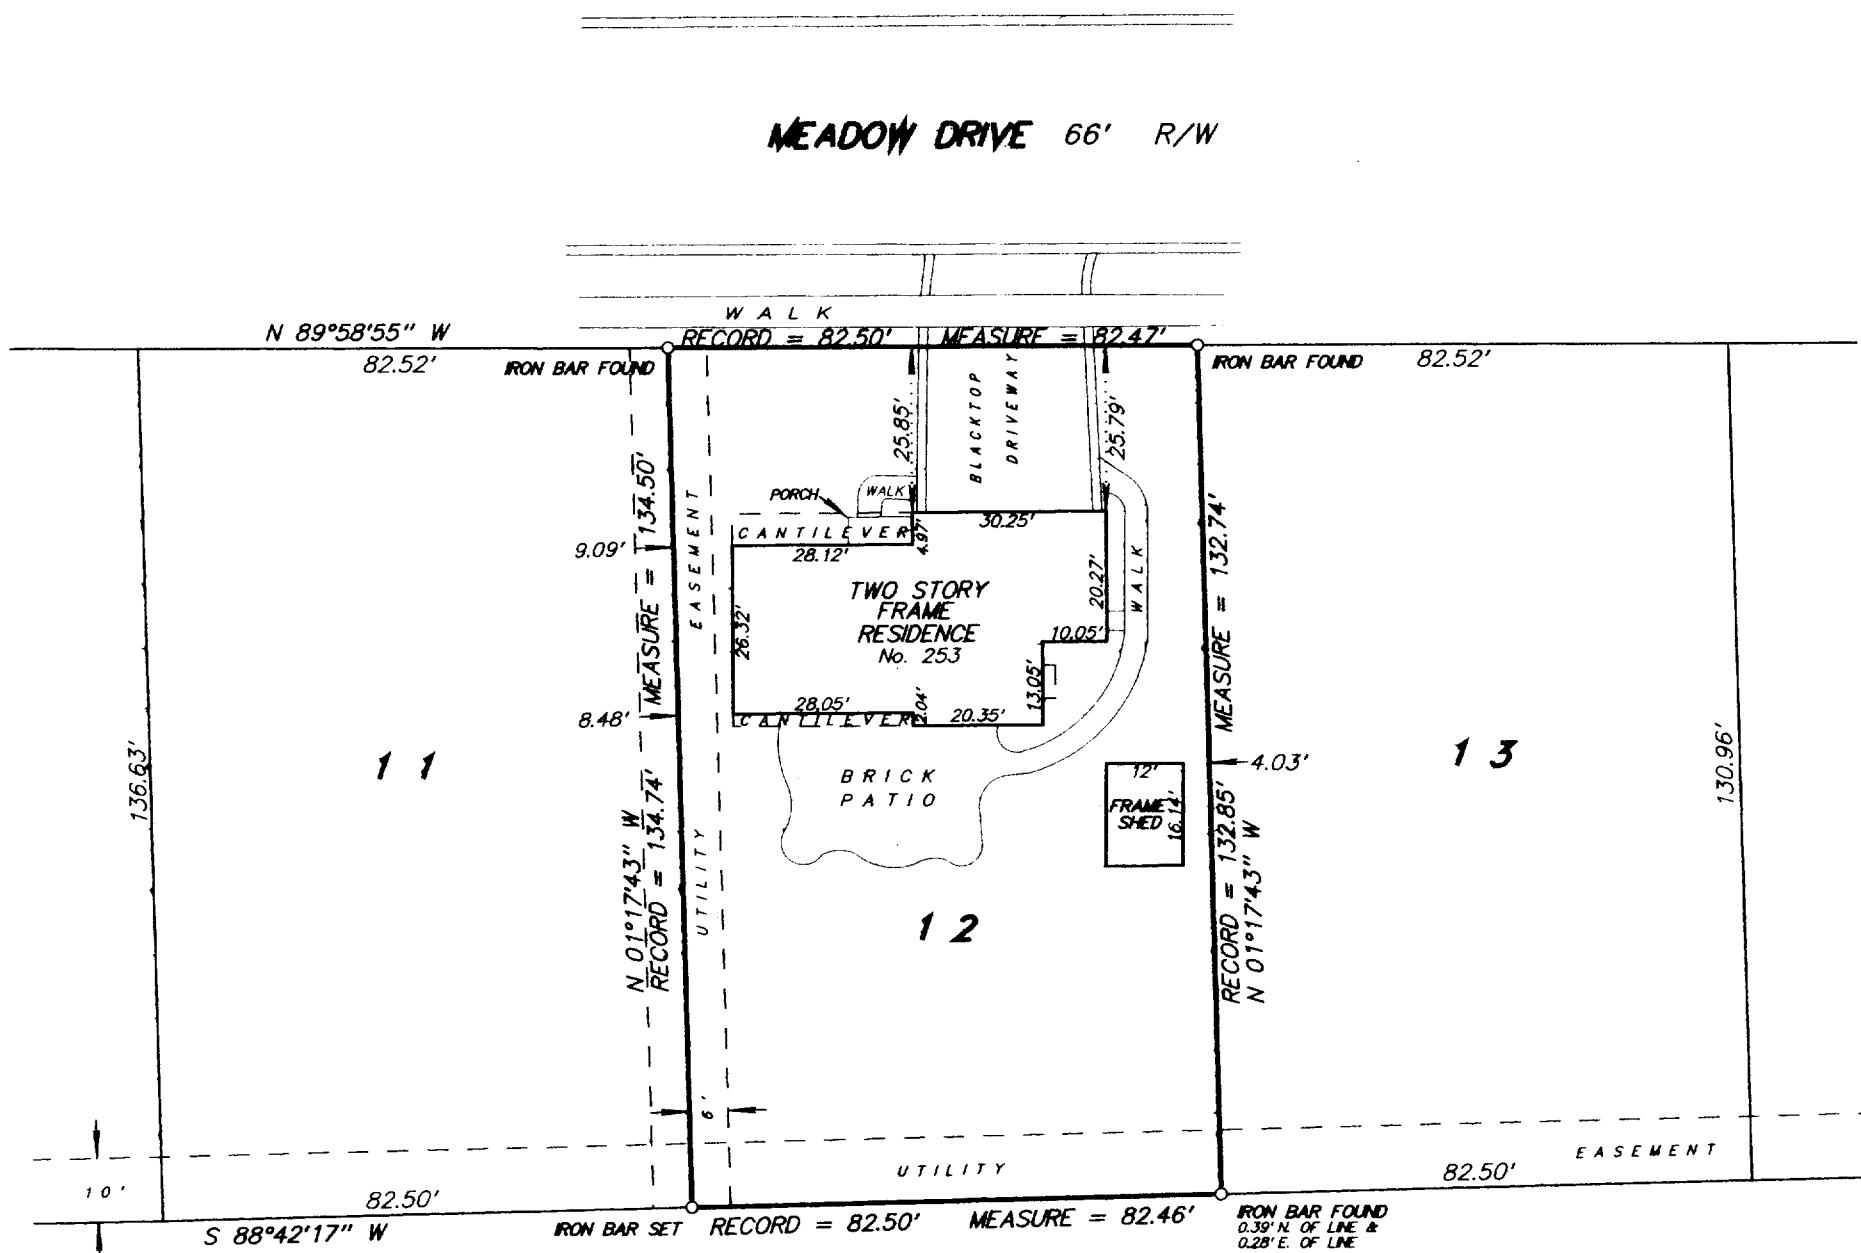 MEADOW DRIVE 66' R/W
WALK
N 89°58'55" W
RECORD = 82.50' MEASURE = 82.47'
82.52'
IRON BAR FOUND
IRON BAR FOUND
82.52'
25.85'
BLACKTOP
DRIVEWAY
25.79'
PORCH
WALK
CANTILEVER
4.97'
30.25'
28.12'
9.09'
MEASURE = 134.50'
EASEMENT
26.32'
TWO STORY
FRAME
RESIDENCE
No. 253
20.27'
WALK
10.05'
13.05'
MEASURE = 132.74'
8.48'
28.05'
CANTILEVER
2.04'
20.35'
136.63'
11
N 01°17'43" W
RECORD = 134.74'
UTILITY
BRICK
PATIO
12'
FRAME
SHED
16.14'
4.03'
RECORD = 132.85'
N 01°17'43" W
13
130.96'
12
6'
10'
UTILITY
EASEMENT
82.50'
82.50'
S 88°42'17" W
IRON BAR SET
RECORD = 82.50' MEASURE = 82.46'
IRON BAR FOUND
0.39' N. OF LINE &
0.28' E. OF LINE